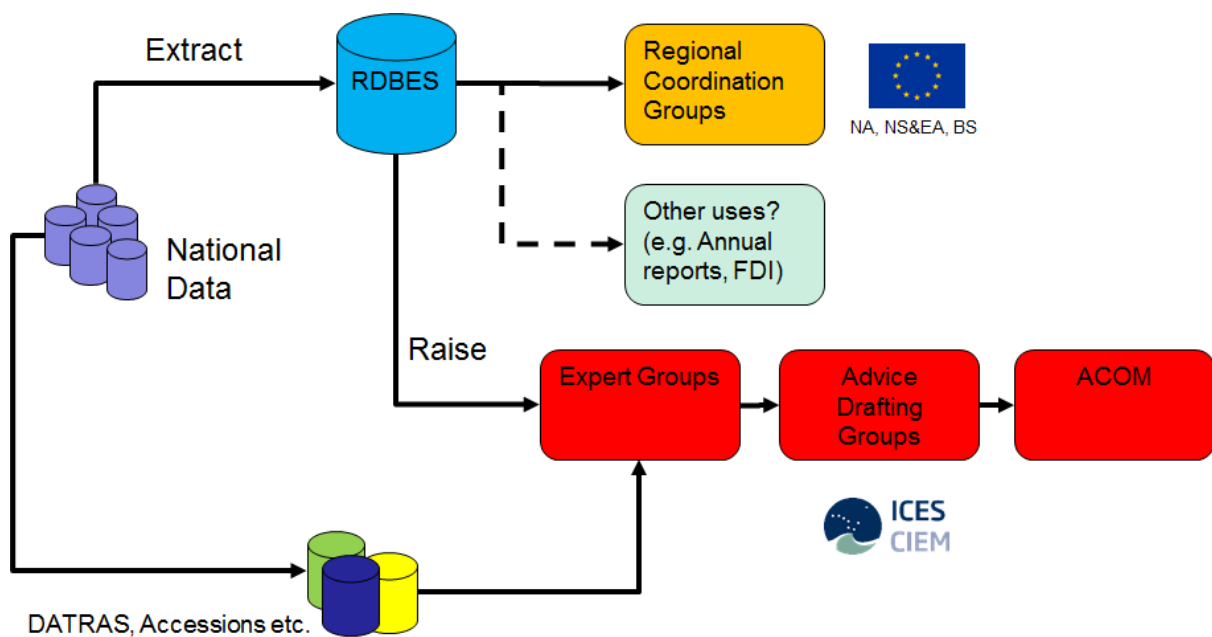 Extract
RDBES
Regional
Coordination
Groups
NA, NS&EA, BS
National
Data
Other uses?
(e.g. Annual
reports, FDI)
Raise
Expert Groups
Advice
Drafting
Groups
ACOM
ICES
CIEM
DATRAS, Accessions etc.